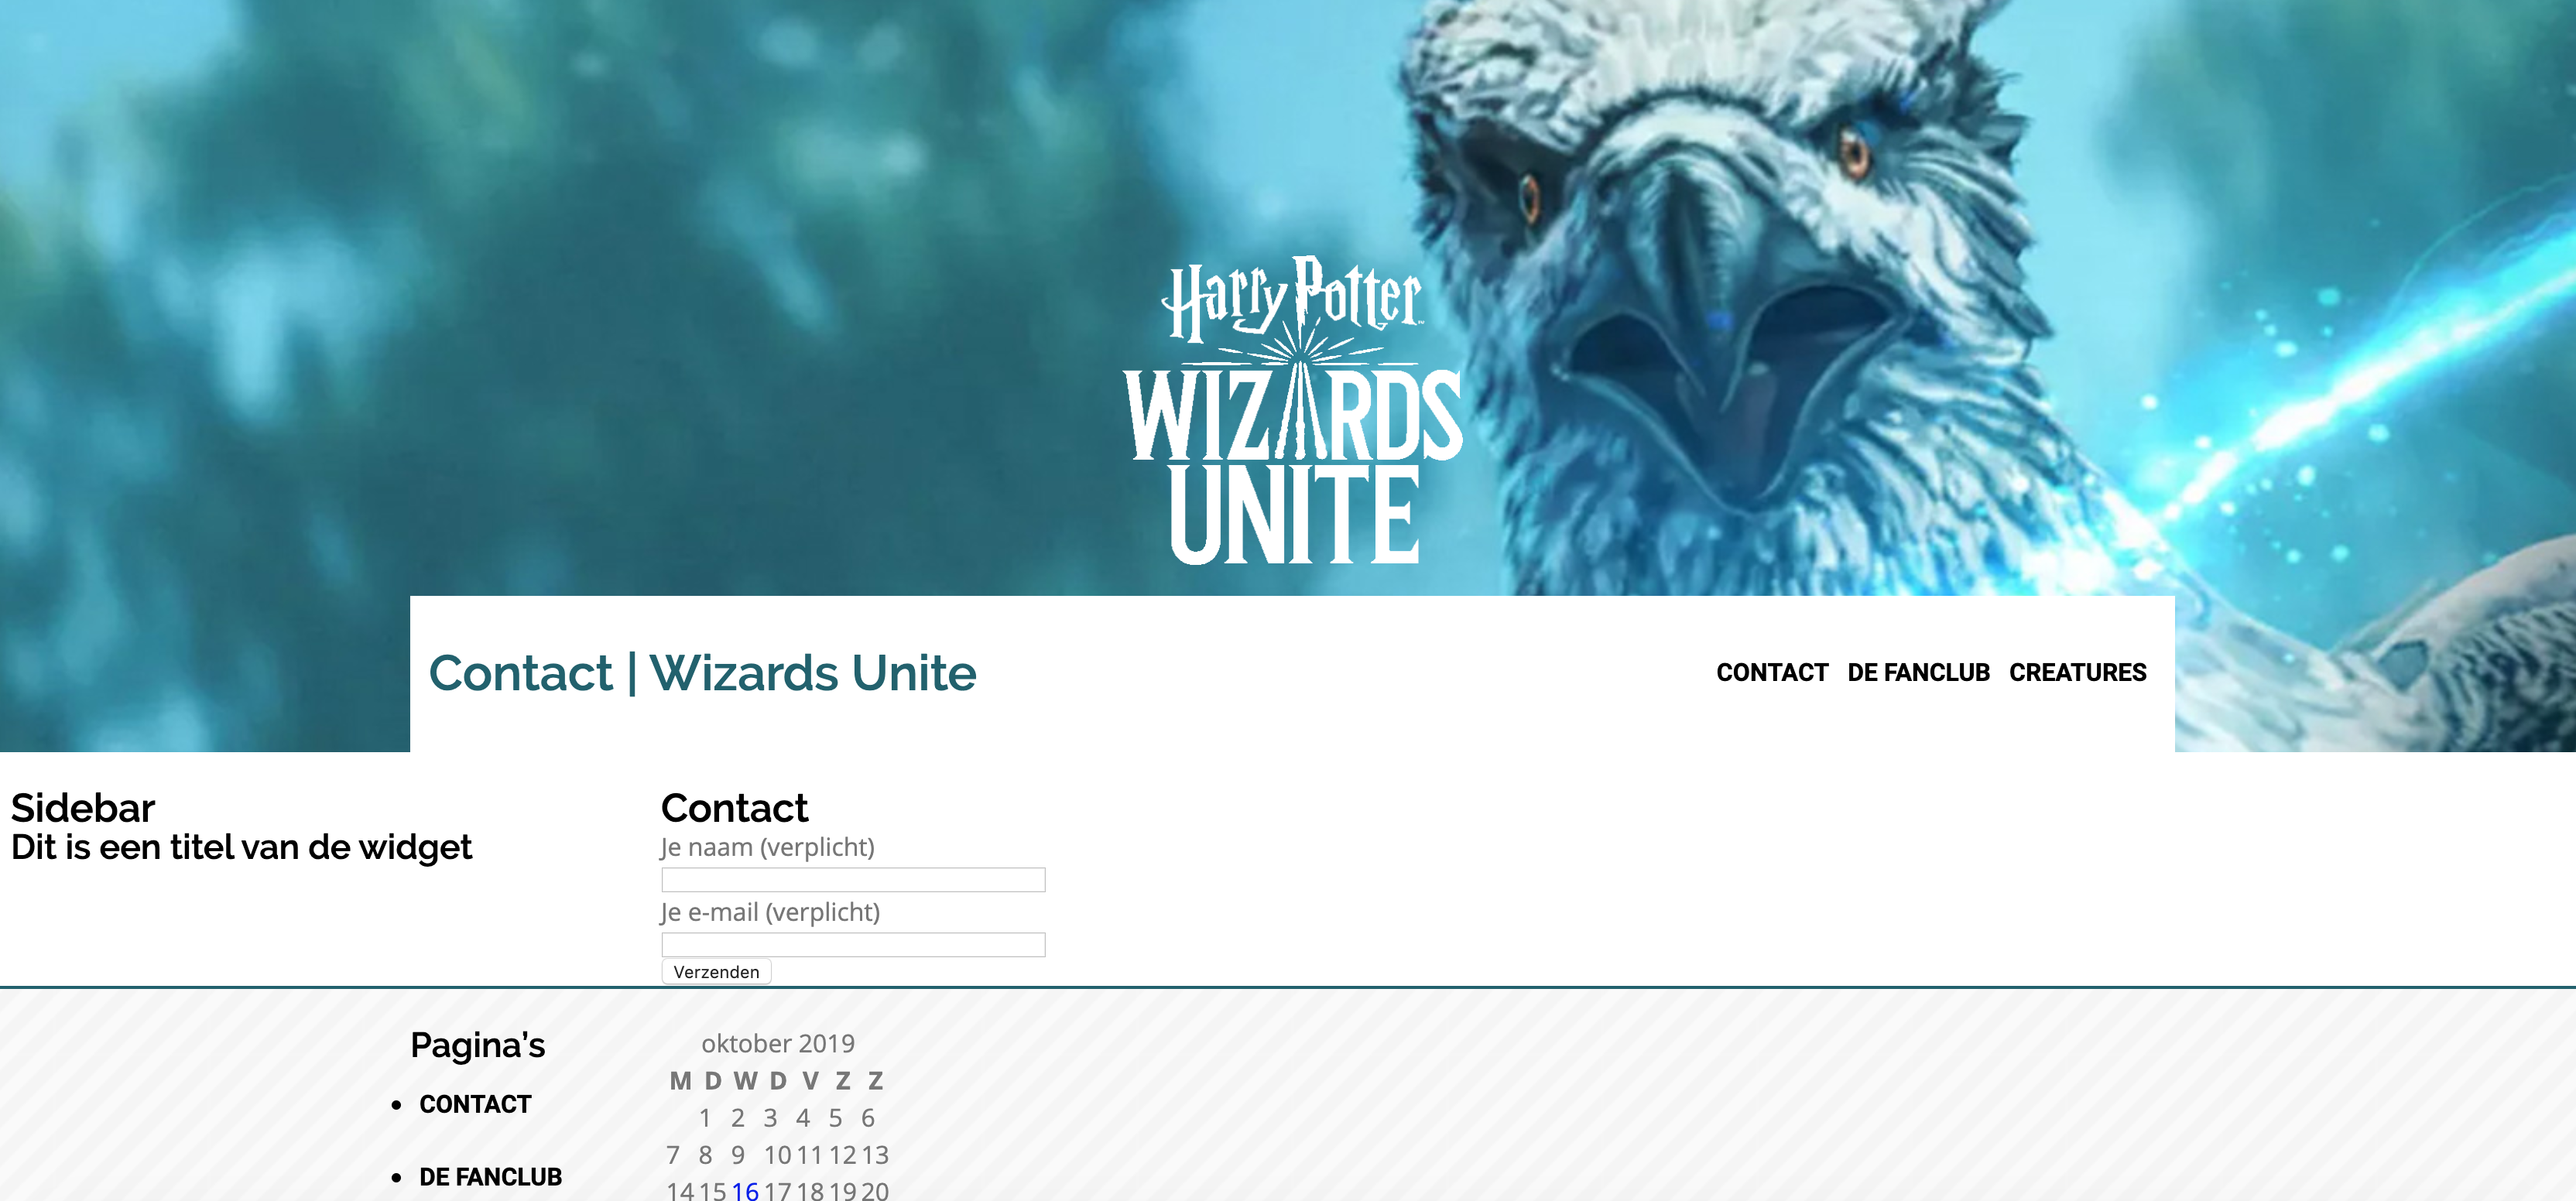 Harry Potter
WIZARDS
UNITE
Contact | Wizards Unite
CONTACT DE FANCLUB CREATURES
Sidebar
Dit is een titel van de widget
Contact
Je naam (verplicht)
Je e-mail (verplicht)
Verzenden
Pagina’s
CONTACT
DE FANCLUB
oktober 2019
M D W D V Z Z
1 2 3 4 5 6
7 8 9 10 11 12 13
14 15 16 17 18 19 20